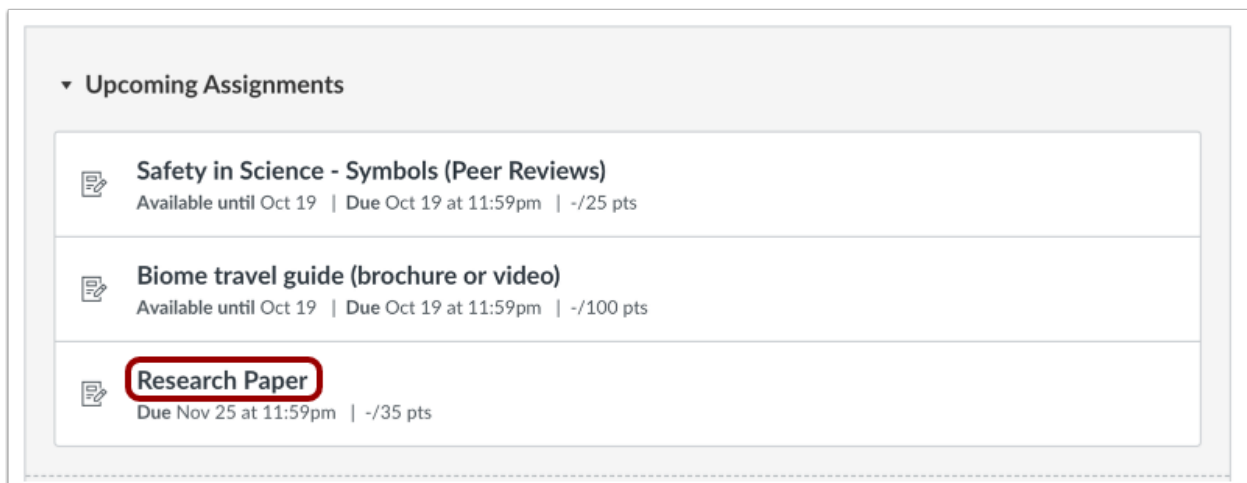 Upcoming Assignments
Safety in Science - Symbols (Peer Reviews)
Available until Oct 19 | Due Oct 19 at 11:59pm | -/25 pts
Biome travel guide (brochure or video)
Available until Oct 19 | Due Oct 19 at 11:59pm | -/100 pts
Research Paper
Due Nov 25 at 11:59pm | -/35 pts